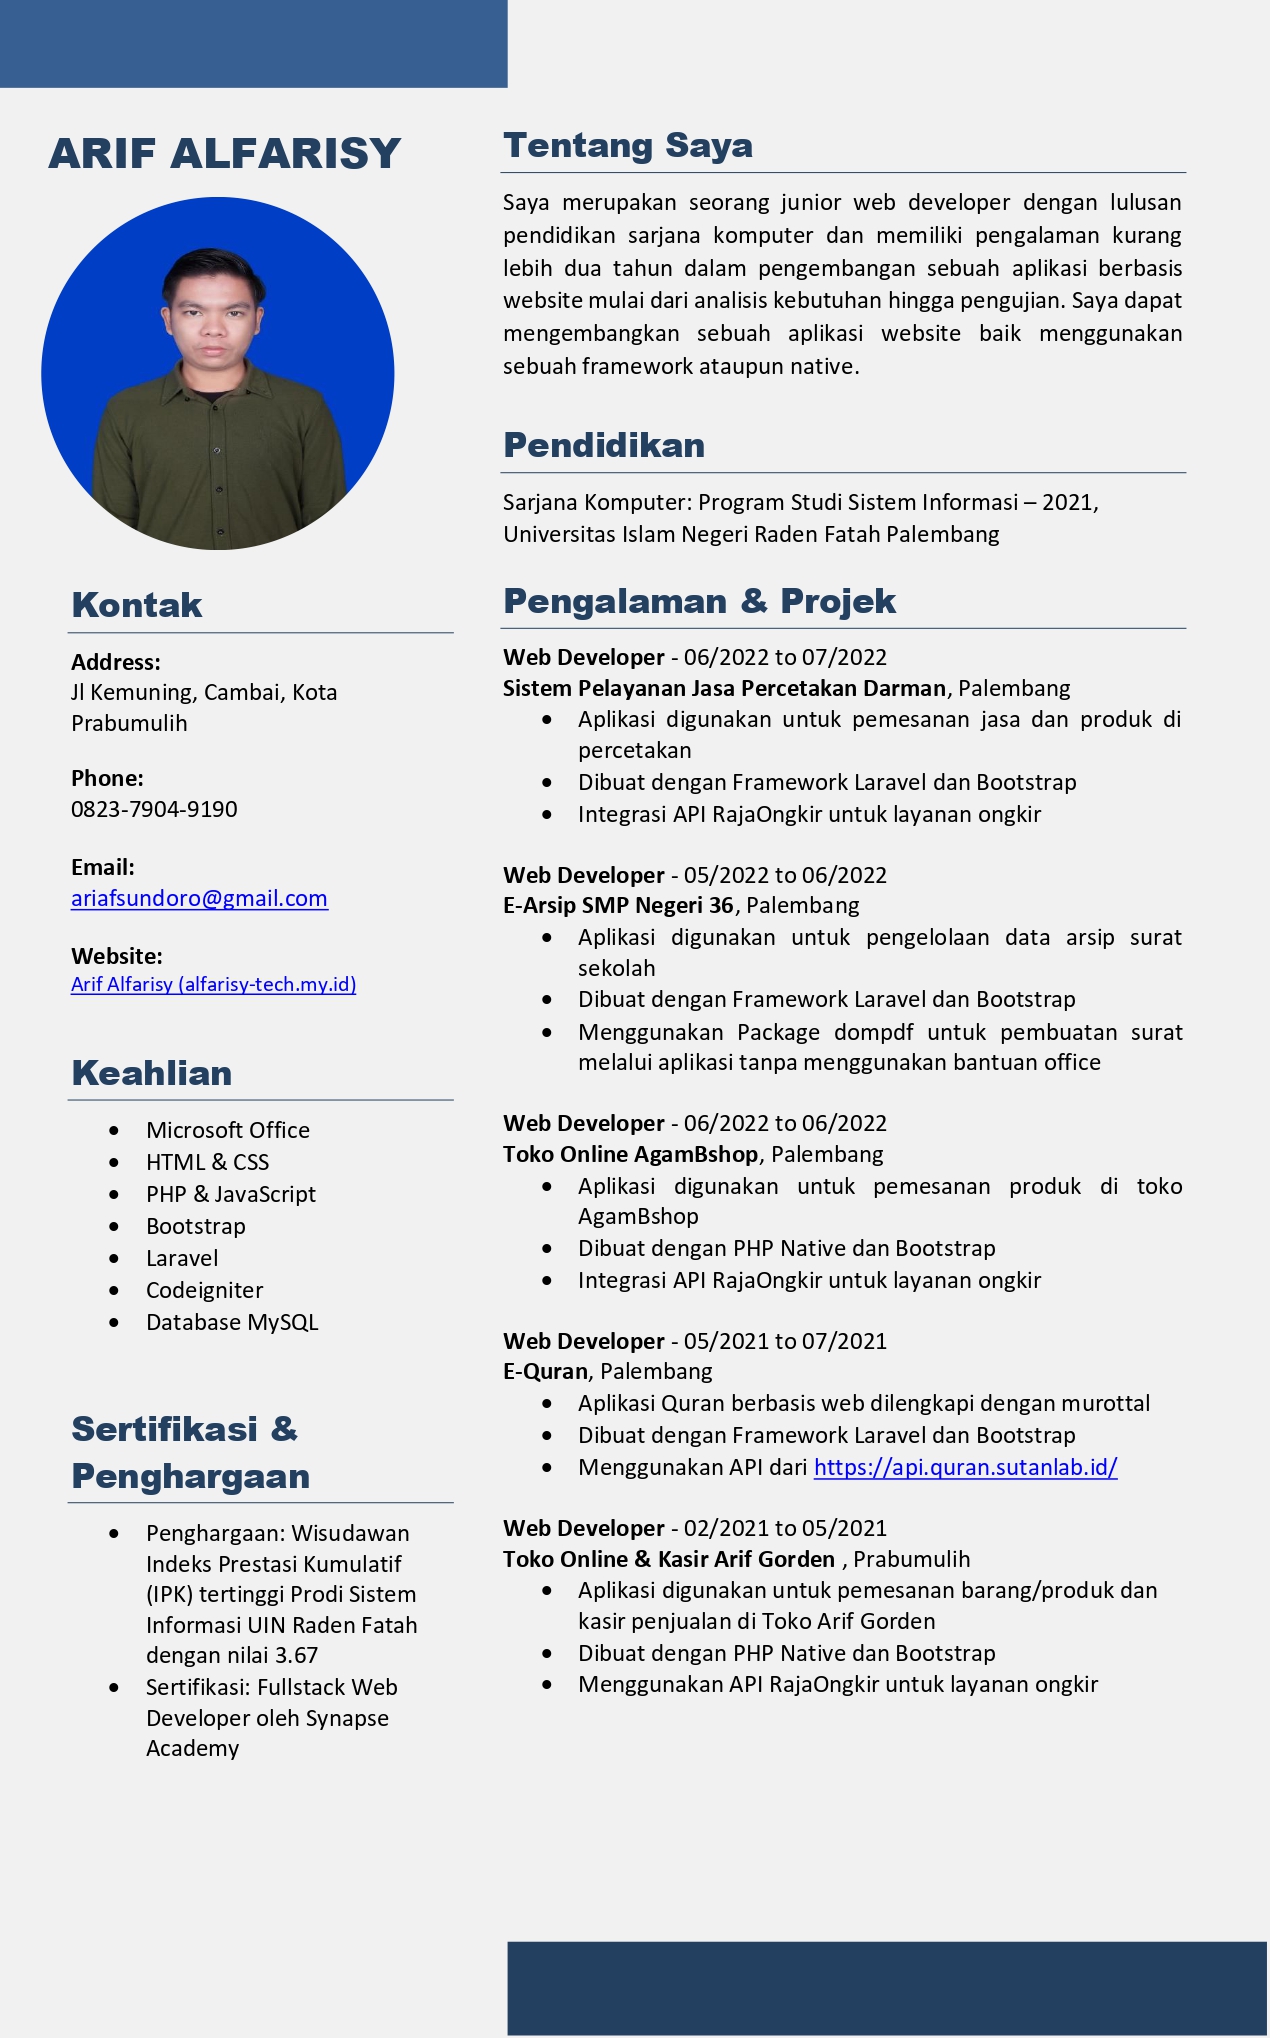 ARIF ALFARISY
Kontak
Address:
Jl Kemuning, Cambai, Kota
Prabumulih
Phone:
0823-7904-9190
Email:
ariafsundoro@gmail.com
Website:
Arif Alfarisy (alfarisy-tech.my.id)
Keahlian
• Microsoft Office
• HTML & CSS
• PHP & JavaScript
• Bootstrap
• Laravel
• Codeigniter
• Database MySQL
Sertifikasi &
Penghargaan
• Penghargaan: Wisudawan
Indeks Prestasi Kumulatif
(IPK) tertinggi Prodi Sistem
Informasi UIN Raden Fatah
dengan nilai 3.67
• Sertifikasi: Fullstack Web
Developer oleh Synapse
Academy
Tentang Saya
Saya merupakan seorang junior web developer dengan lulusan
pendidikan sarjana komputer dan memiliki pengalaman kurang
lebih dua tahun dalam pengembangan sebuah aplikasi berbasis
website mulai dari analisis kebutuhan hingga pengujian. Saya dapat
mengembangkan sebuah aplikasi website baik menggunakan
sebuah framework ataupun native.
Pendidikan
Sarjana Komputer: Program Studi Sistem Informasi – 2021,
Universitas Islam Negeri Raden Fatah Palembang
Pengalaman & Projek
Web Developer - 06/2022 to 07/2022
Sistem Pelayanan Jasa Percetakan Darman, Palembang
• Aplikasi digunakan untuk pemesanan jasa dan produk di
percetakan
• Dibuat dengan Framework Laravel dan Bootstrap
• Integrasi API RajaOngkir untuk layanan ongkir
Web Developer - 05/2022 to 06/2022
E-Arsip SMP Negeri 36, Palembang
• Aplikasi digunakan untuk pengelolaan data arsip surat
sekolah
• Dibuat dengan Framework Laravel dan Bootstrap
• Menggunakan Package dompdf untuk pembuatan surat
melalui aplikasi tanpa menggunakan bantuan office
Web Developer - 06/2022 to 06/2022
Toko Online AgamBshop, Palembang
• Aplikasi digunakan untuk pemesanan produk di toko
AgamBshop
• Dibuat dengan PHP Native dan Bootstrap
• Integrasi API RajaOngkir untuk layanan ongkir
Web Developer - 05/2021 to 07/2021
E-Quran, Palembang
• Aplikasi Quran berbasis web dilengkapi dengan murottal
• Dibuat dengan Framework Laravel dan Bootstrap
• Menggunakan API dari https://api.quran.sutanlab.id/
Web Developer - 02/2021 to 05/2021
Toko Online & Kasir Arif Gorden , Prabumulih
• Aplikasi digunakan untuk pemesanan barang/produk dan
kasir penjualan di Toko Arif Gorden
• Dibuat dengan PHP Native dan Bootstrap
• Menggunakan API RajaOngkir untuk layanan ongkir